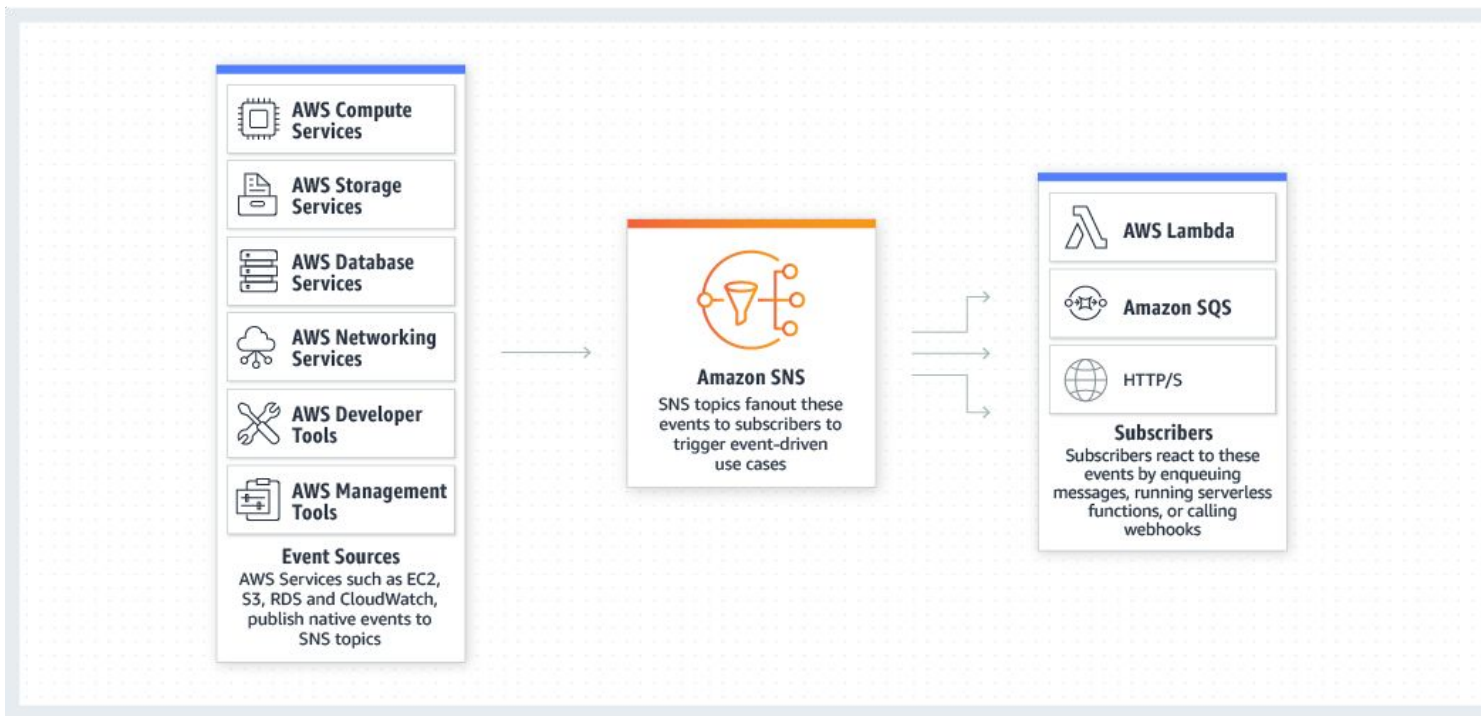 AWS Compute
Services
AWS Storage
Services
AWS Database
Services
AWS Networking
Services
AWS Developer
Tools
AWS Management
Tools
Event Sources
AWS Services such as EC2,
S3, RDS and CloudWatch,
publish native events to
SNS topics
Amazon SNS
SNS topics fanout these
events to subscribers to
trigger event-driven
use cases
AWS Lambda
Amazon SQS
HTTP/S
Subscribers
Subscribers react to these
events by enqueuing
messages, running serverless
functions, or calling
webhooks